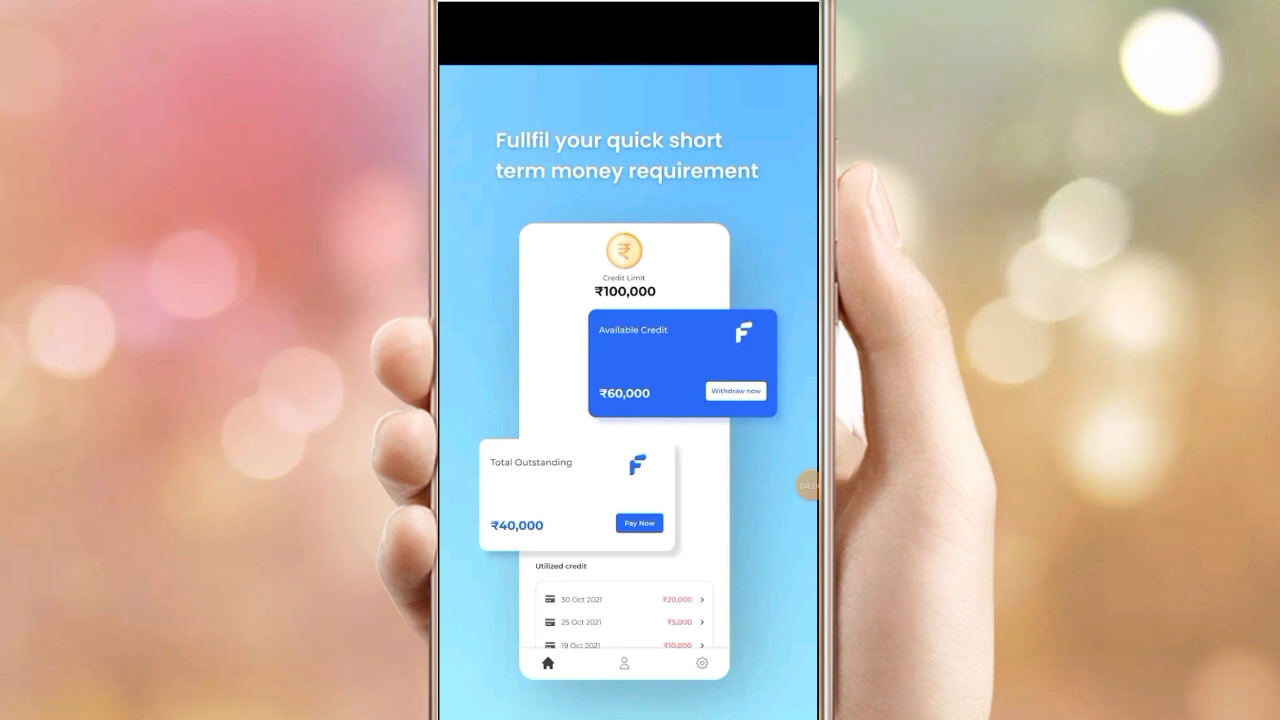 Fullfil your quick short
term money requirement
₹
Credit Limit
₹100,000
Available Credit
₹60,000
Withdraw now
Total Outstanding
₹40,000
Pay Now
Utilized credit
30 Oct 2021 ₹20,000
25 Oct 2021 ₹5,000
19 Oct 2021 ₹10,000